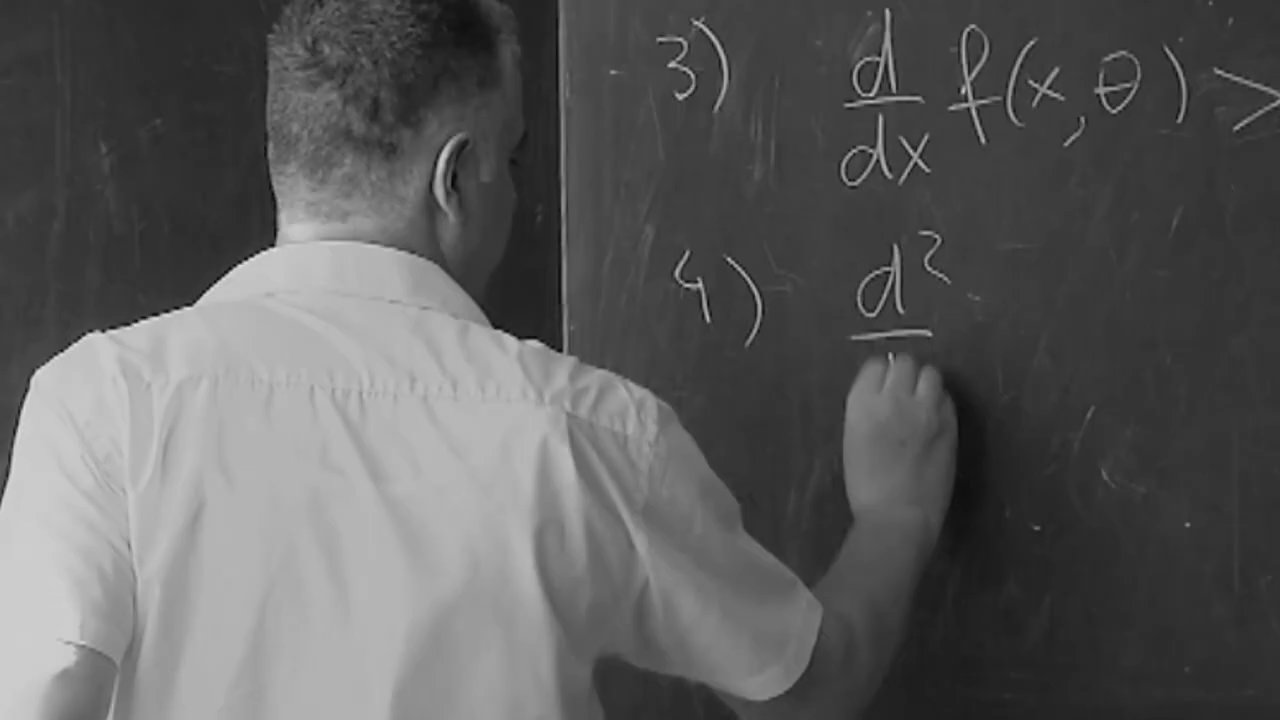 3) d/dx f(x, θ) >
4) d²/